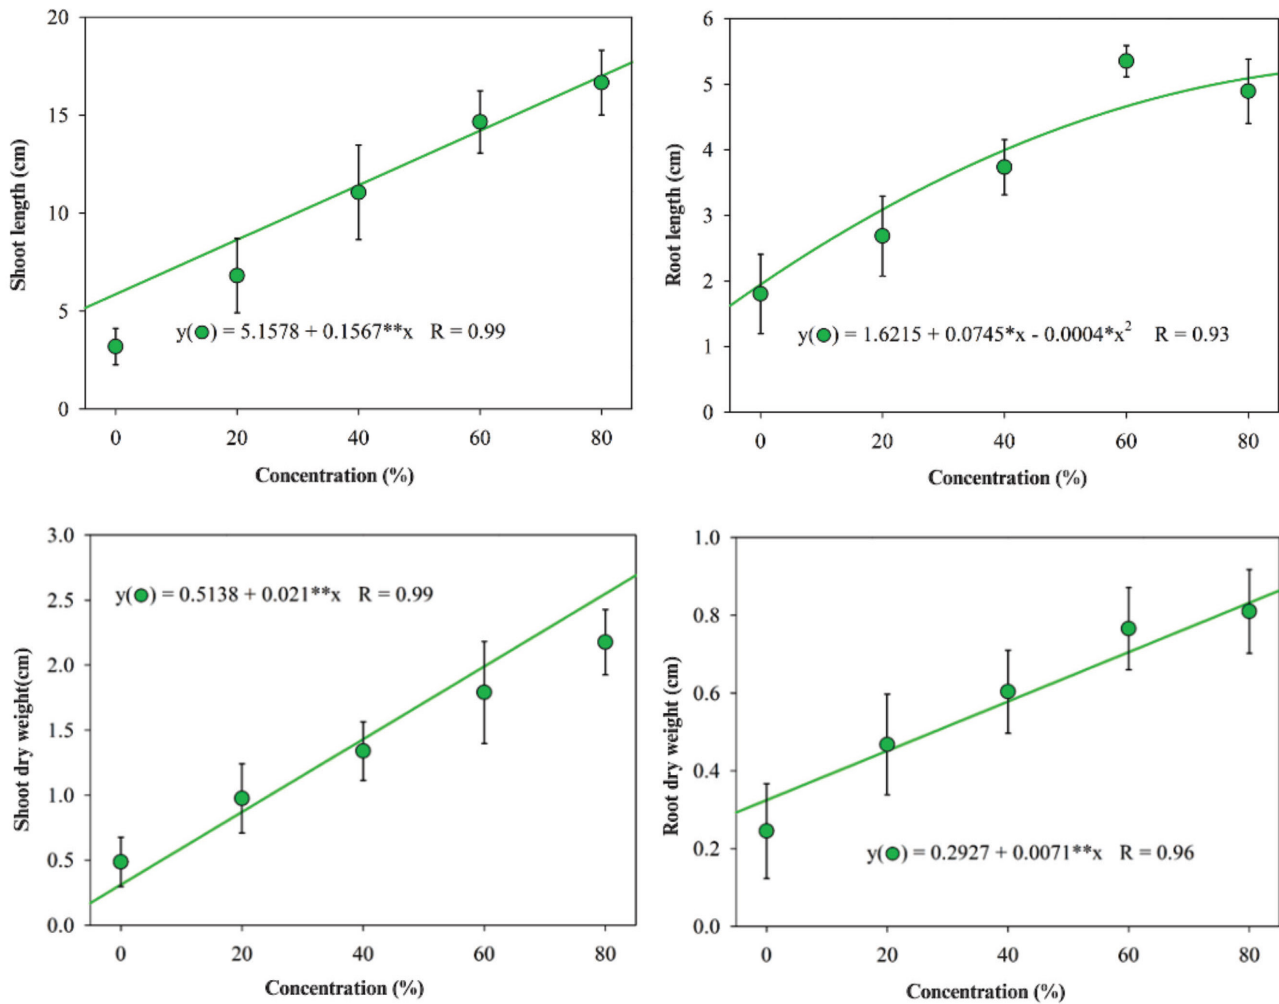 20
15
10
5
0
Shoot length (cm)
y(●) = 5.1578 + 0.1567**x R = 0.99
0 20 40 60 80
Concentration (%)
6
5
4
3
2
1
0
Root length (cm)
y(●) = 1.6215 + 0.0745*x - 0.0004*x² R = 0.93
0 20 40 60 80
Concentration (%)
3.0
2.5
2.0
1.5
1.0
0.5
0.0
Shoot dry weight(cm)
y(●) = 0.5138 + 0.021**x R = 0.99
0 20 40 60 80
Concentration (%)
1.0
0.8
0.6
0.4
0.2
0.0
Root dry weight (cm)
y(●) = 0.2927 + 0.0071**x R = 0.96
0 20 40 60 80
Concentration (%)